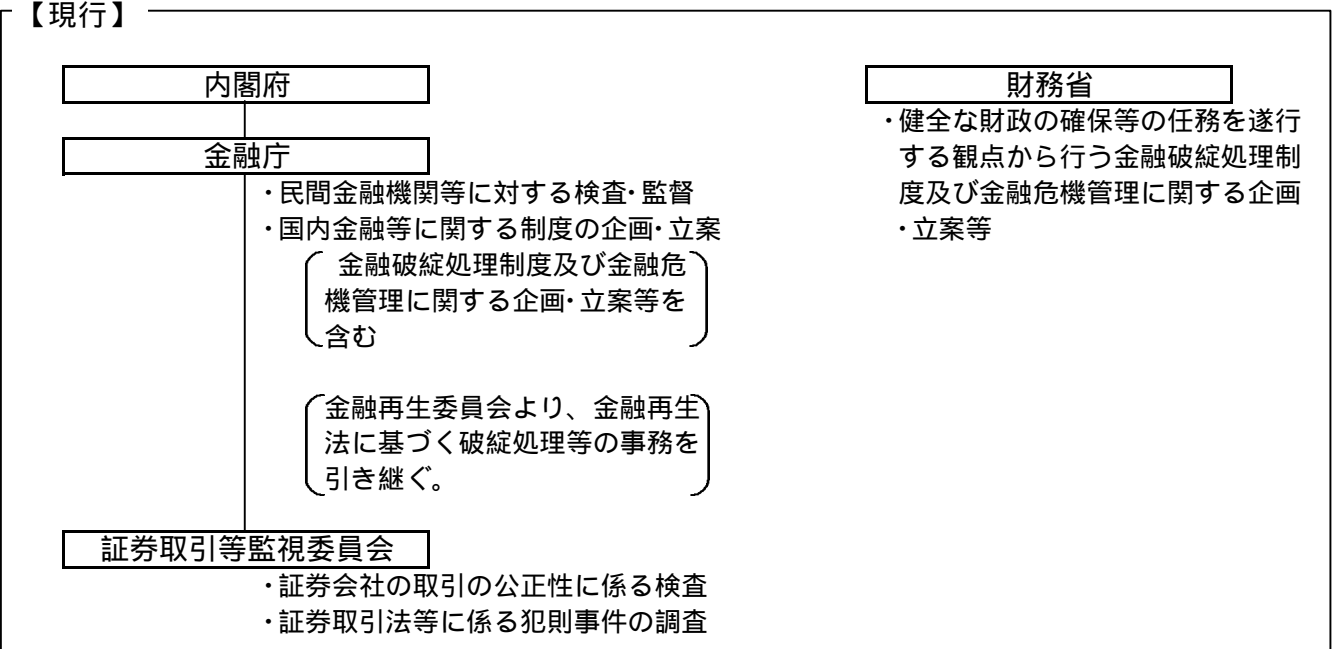 【現行】
内閣府
金融庁
・民間金融機関等に対する検査・監督
・国内金融等に関する制度の企画・立案
金融破綻処理制度及び金融危
機管理に関する企画・立案等を
含む
金融再生委員会より、金融再生
法に基づく破綻処理等の事務を
引き継ぐ。
証券取引等監視委員会
・証券会社の取引の公正性に係る検査
・証券取引法等に係る犯則事件の調査
財務省
・健全な財政の確保等の任務を遂行
する観点から行う金融破綻処理制
度及び金融危機管理に関する企画
・立案等